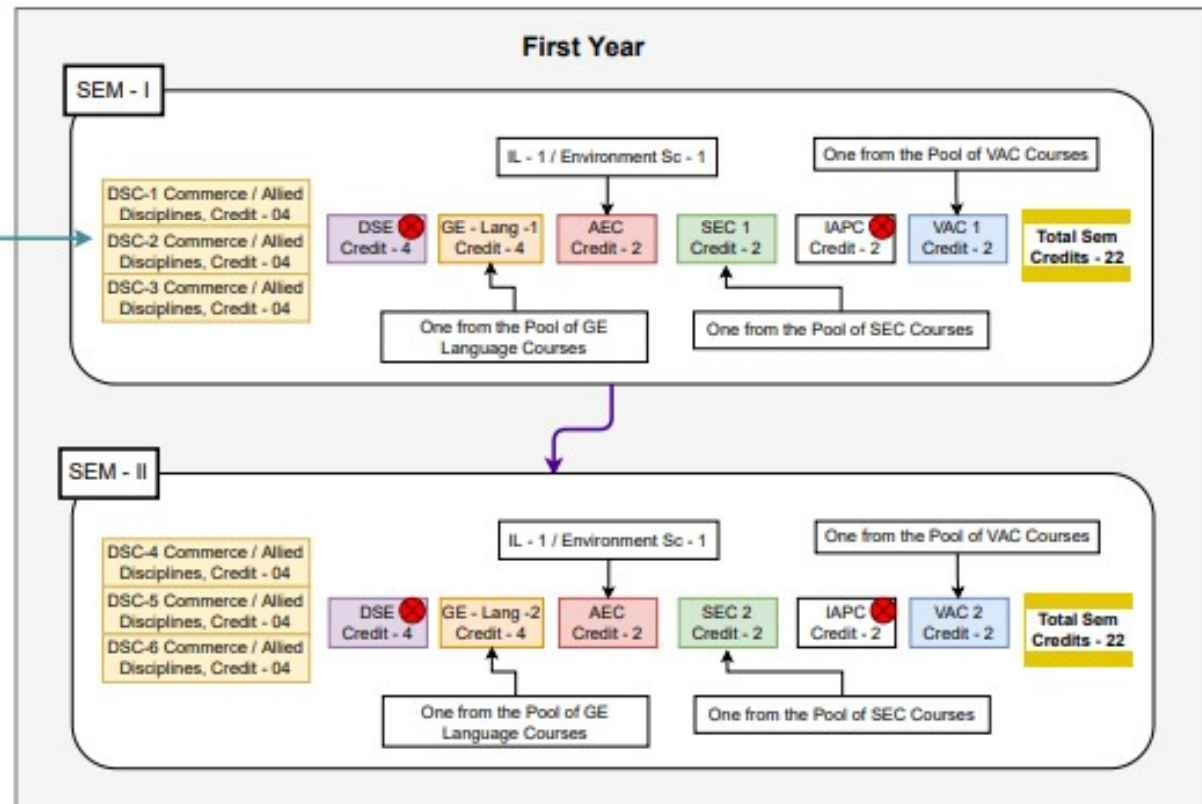 First Year
SEM - I
IL - 1 / Environment Sc - 1
One from the Pool of VAC Courses
DSC-1 Commerce / Allied
Disciplines, Credit - 04
DSC-2 Commerce / Allied
Disciplines, Credit - 04
DSC-3 Commerce / Allied
Disciplines, Credit - 04
DSE
Credit - 4
GE - Lang -1
Credit - 4
AEC
Credit - 2
SEC 1
Credit - 2
IAPC
Credit - 2
VAC 1
Credit - 2
Total Sem
Credits - 22
One from the Pool of GE
Language Courses
One from the Pool of SEC Courses
SEM - II
IL - 1 / Environment Sc - 1
One from the Pool of VAC Courses
DSC-4 Commerce / Allied
Disciplines, Credit - 04
DSC-5 Commerce / Allied
Disciplines, Credit - 04
DSC-6 Commerce / Allied
Disciplines, Credit - 04
DSE
Credit - 4
GE - Lang -2
Credit - 4
AEC
Credit - 2
SEC 2
Credit - 2
IAPC
Credit - 2
VAC 2
Credit - 2
Total Sem
Credits - 22
One from the Pool of GE
Language Courses
One from the Pool of SEC Courses